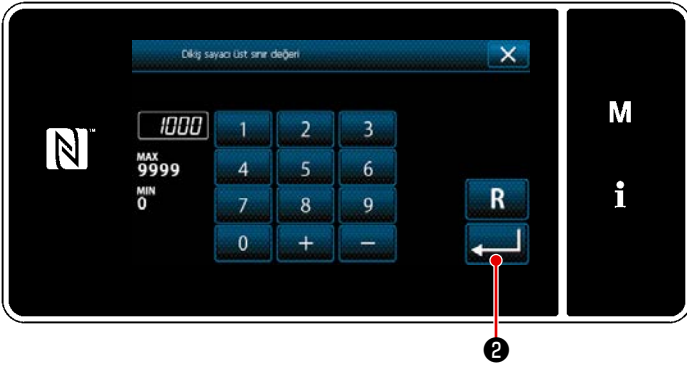 Dikiş sayacı üst sınır değeri
M
1000
1 2 3
MAX
9999
4 5 6
MIN
0
R
i
7 8 9
0 + −
❷